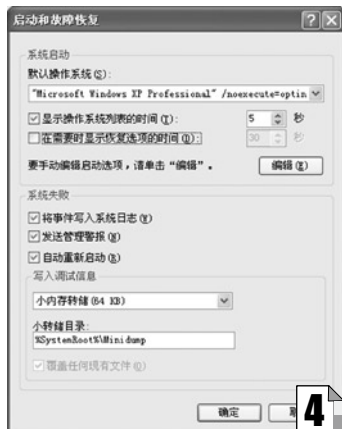 启动和故障恢复
系统启动
默认操作系统(S):
"Microsoft Windows XP Professional" /noexecute=optin
显示操作系统列表的时间(T): 5 秒
在需要时显示恢复选项的时间(D): 30 秒
要手动编辑启动选项，请单击“编辑”。 编辑(E)
系统失败
将事件写入系统日志(W)
发送管理警报(N)
自动重新启动(R)
写入调试信息
小内存转储(64 KB)
小转储目录:
%SystemRoot%\Minidump
覆盖任何现有文件(O)
确定
4